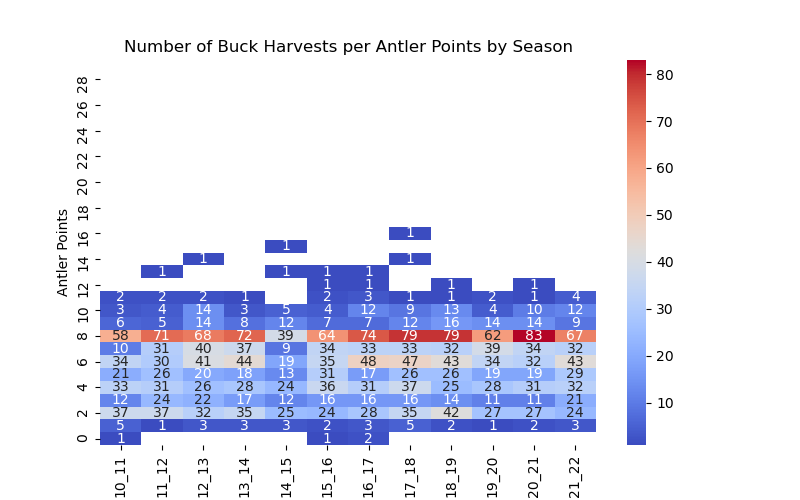 Number of Buck Harvests per Antler Points by Season
Antler Points
28
26
24
22
20
18
16 1
1
14 1 1
1 1 1 1
12 1 1 1 1
2 2 2 1 2 3 1 1 2 1 4
10 3 4 14 3 5 4 12 9 13 4 10 12
6 5 14 8 12 7 7 12 16 14 14 9
8 58 71 68 72 39 64 74 79 79 62 83 67
10 31 40 37 9 34 33 33 32 39 34 32
6 34 30 41 44 19 35 48 47 43 34 32 43
21 26 20 18 13 31 17 26 26 19 19 29
4 33 31 26 28 24 36 31 37 25 28 31 32
12 24 22 17 12 16 16 16 14 11 11 21
2 37 37 32 35 25 24 28 35 42 27 27 24
5 1 3 3 3 2 3 5 2 1 2 3
0 1 1 2
10_11 11_12 12_13 13_14 14_15 15_16 16_17 17_18 18_19 19_20 20_21 21_22
80
70
60
50
40
30
20
10